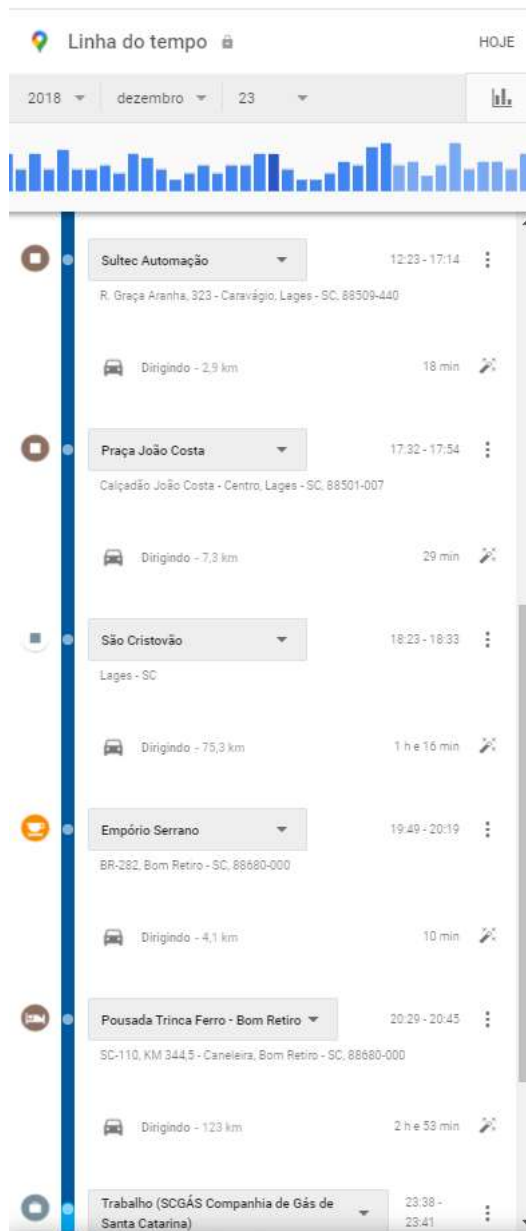 Linha do tempo HOJE
2018 dezembro 23
Sultec Automação 12:23 - 17:14
R. Graça Aranha, 323 - Caravágio, Lages - SC, 88509-440
Dirigindo - 2,9 km 18 min
Praça João Costa 17:32 - 17:54
Calçadão João Costa - Centro, Lages - SC, 88501-007
Dirigindo - 7,3 km 29 min
São Cristovão 18:23 - 18:33
Lages - SC
Dirigindo - 75,3 km 1 h e 16 min
Empório Serrano 19:49 - 20:19
BR-282, Bom Retiro - SC, 88680-000
Dirigindo - 4,1 km 10 min
Pousada Trinca Ferro - Bom Retiro 20:29 - 20:45
SC-110, KM 344,5 - Caneleira, Bom Retiro - SC, 88680-000
Dirigindo - 123 km 2 h e 53 min
Trabalho (SCGÁS Companhia de Gás de 23:38 -
Santa Catarina) 23:41